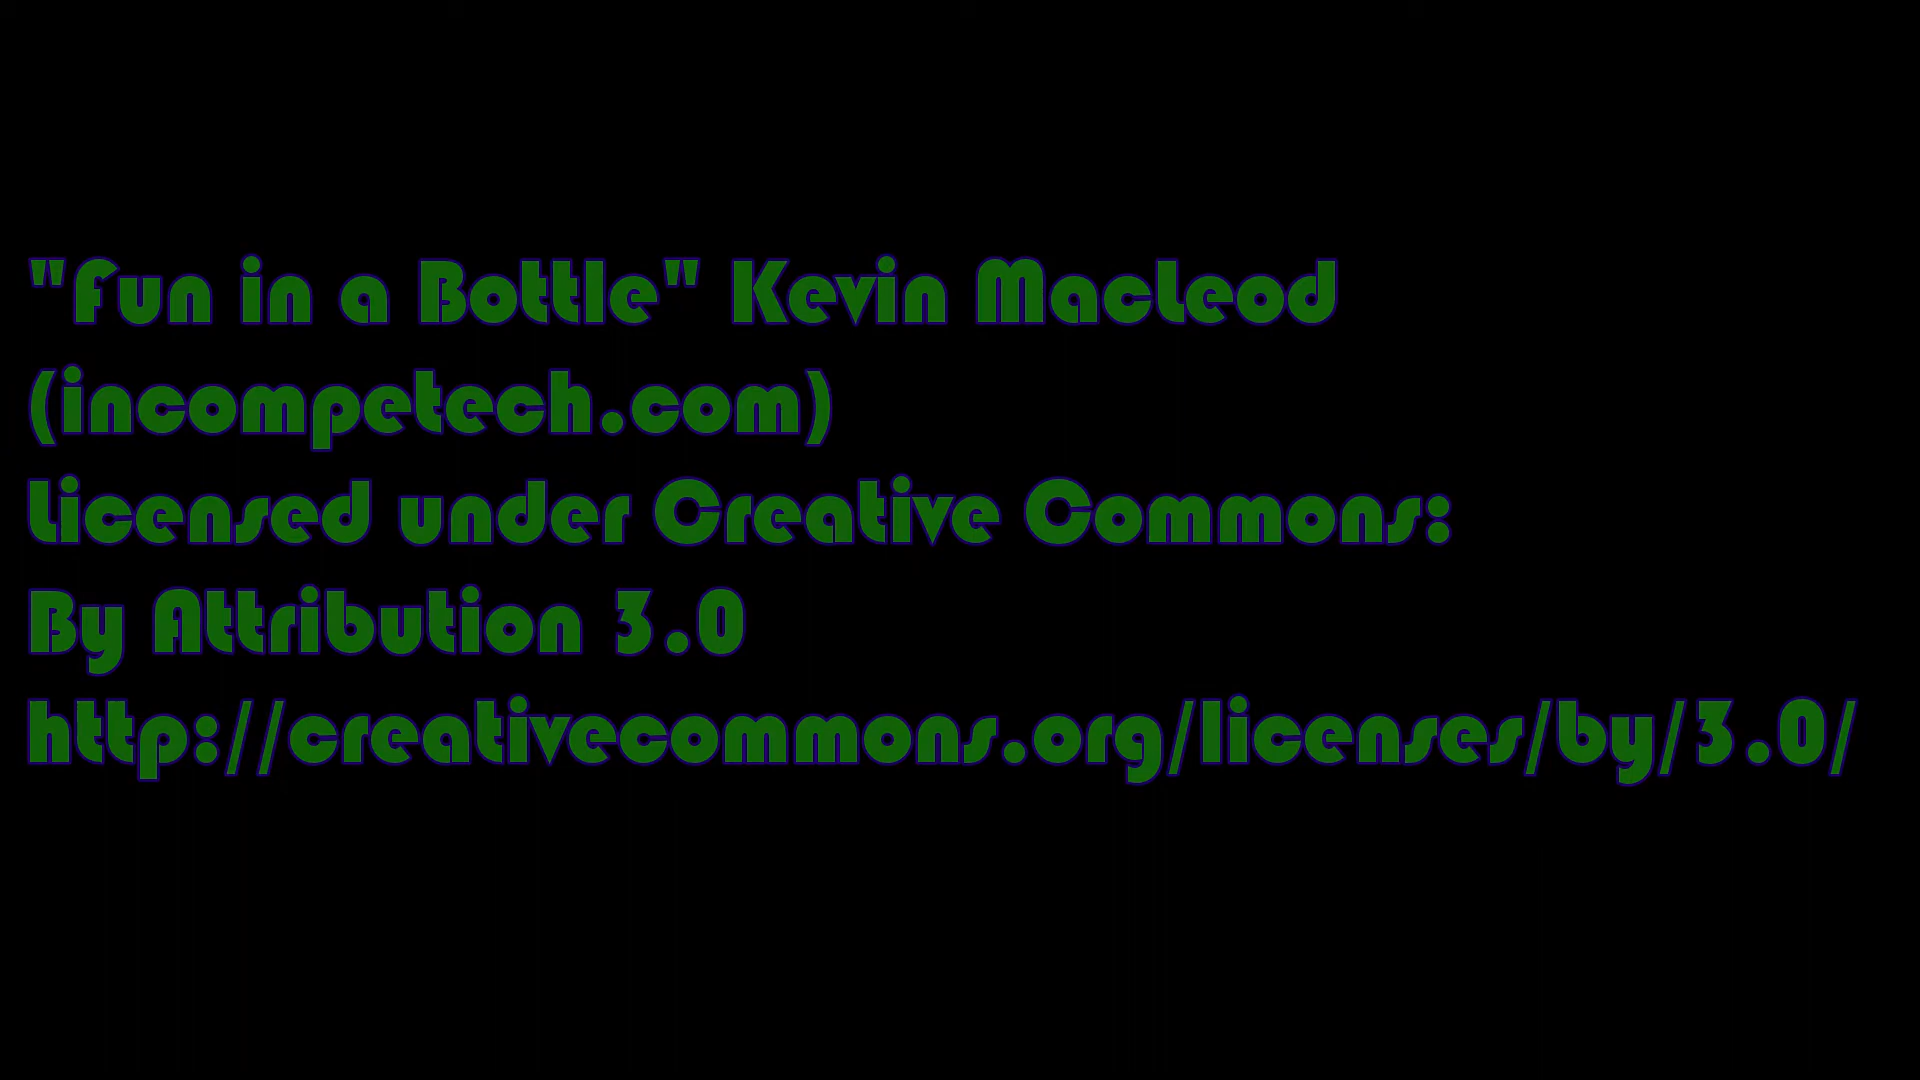 "Fun in a Bottle" Kevin MacLeod
(incompetech.com)
Licensed under Creative Commons:
By Attribution 3.0
http://creativecommons.org/licenses/by/3.0/